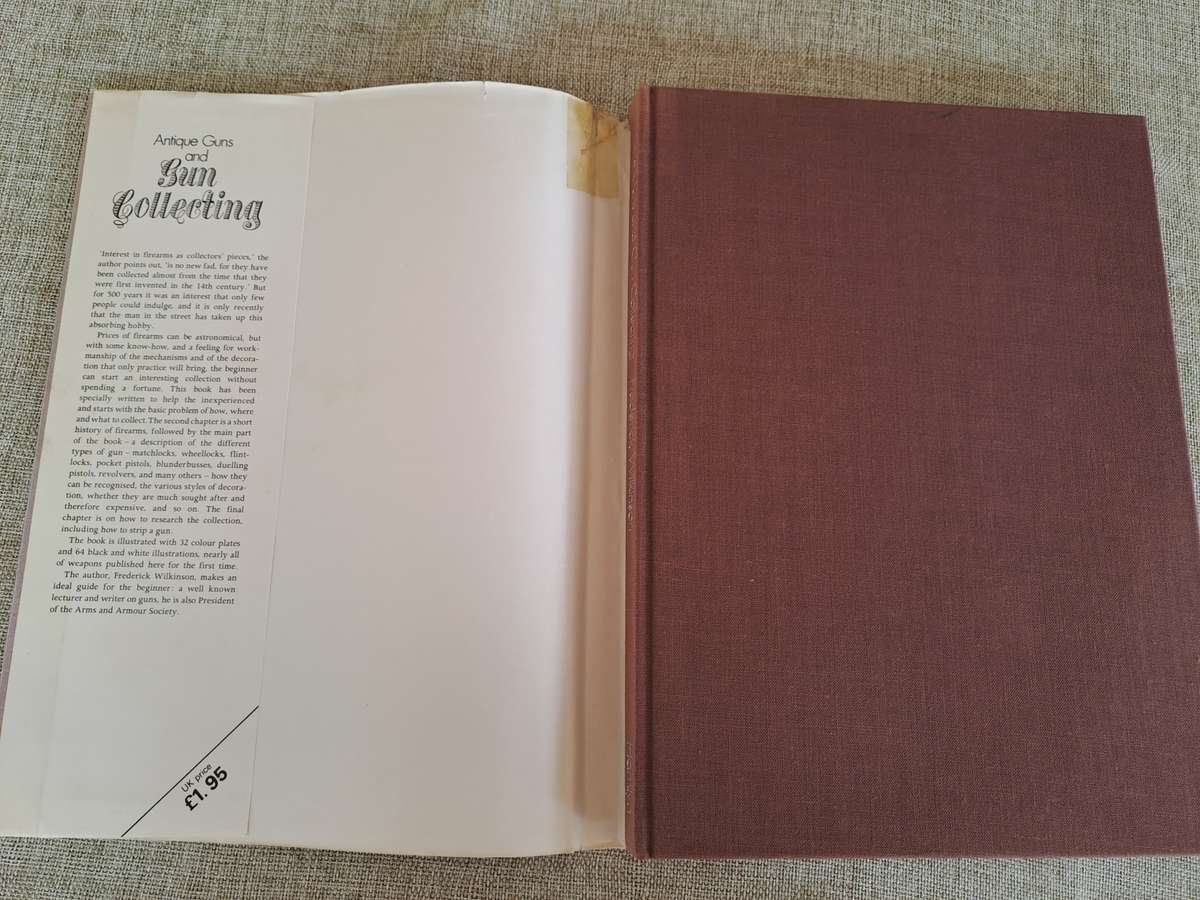 Antique Guns
and
Gun
Collecting
'Interest in firearms as collectors' pieces,' the
author points out, 'is no new fad, for they have
been collected almost from the time that they
were first invented in the 14th century.' But
for 500 years it was an interest that only few
people could indulge, and it is only recently
that the man in the street has taken up this
absorbing hobby.
Prices of firearms can be astronomical, but
with some know-how, and a feeling for work-
manship of the mechanisms and of the decora-
tion that only practice will bring, the beginner
can start an interesting collection without
spending a fortune. This book has been
specially written to help the inexperienced
and starts with the basic problem of how, where
and what to collect. The second chapter is a short
history of firearms, followed by the main part
of the book – a description of the different
types of gun – matchlocks, wheellocks, flint-
locks, pocket pistols, blunderbusses, duelling
pistols, revolvers, and many others – how they
can be recognised, the various styles of decora-
tion, whether they are much sought after and
therefore expensive, and so on. The final
chapter is on how to research the collection,
including how to strip a gun.
The book is illustrated with 32 colour plates
and 64 black and white illustrations, nearly all
of weapons published here for the first time.
The author, Frederick Wilkinson, makes an
ideal guide for the beginner: a well known
lecturer and writer on guns, he is also President
of the Arms and Armour Society.
UK price
£1.95